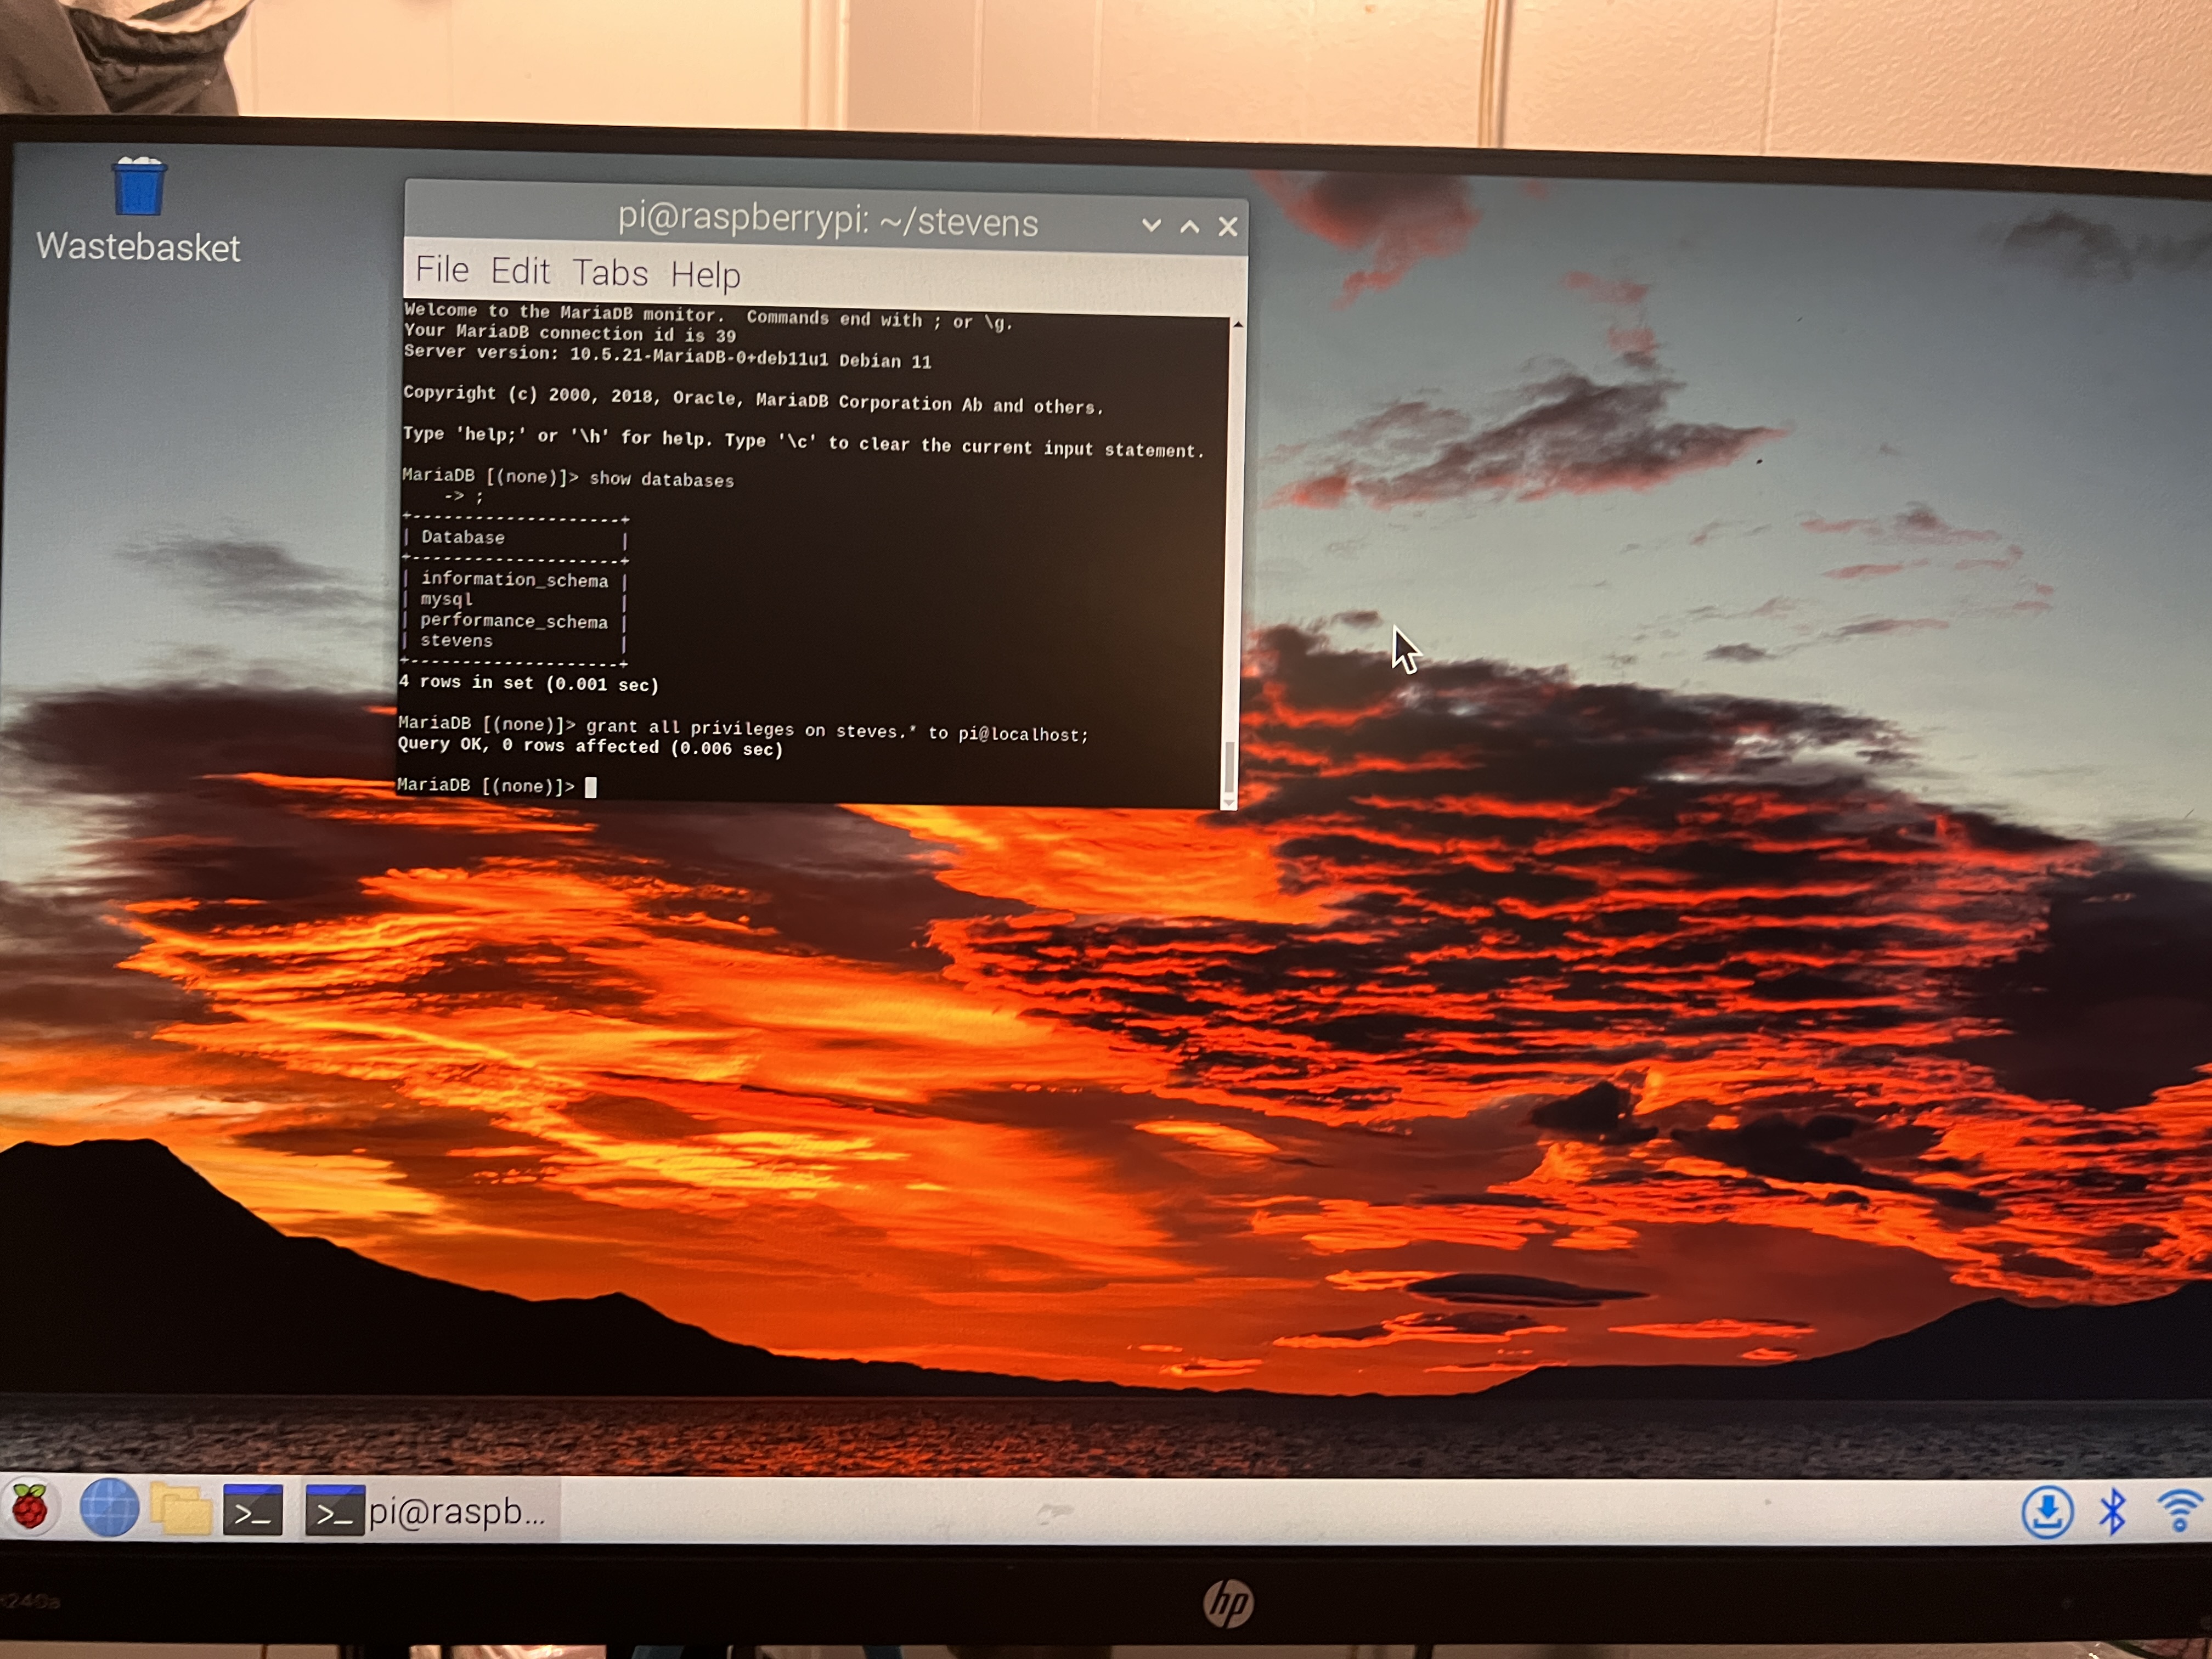 Wastebasket
pi@raspberrypi: ~/stevens
File Edit Tabs Help
Welcome to the MariaDB monitor.  Commands end with ; or \g.
Your MariaDB connection id is 39
Server version: 10.5.21-MariaDB-0+deb11u1 Debian 11
Copyright (c) 2000, 2018, Oracle, MariaDB Corporation Ab and others.
Type 'help;' or '\h' for help. Type '\c' to clear the current input statement.
MariaDB [(none)]> show databases
    -> ;
+--------------------+
| Database           |
+--------------------+
| information_schema |
| mysql              |
| performance_schema |
| stevens            |
+--------------------+
4 rows in set (0.001 sec)
MariaDB [(none)]> grant all privileges on steves.* to pi@localhost;
Query OK, 0 rows affected (0.006 sec)
MariaDB [(none)]>
>_ >_ pi@raspb...
hp